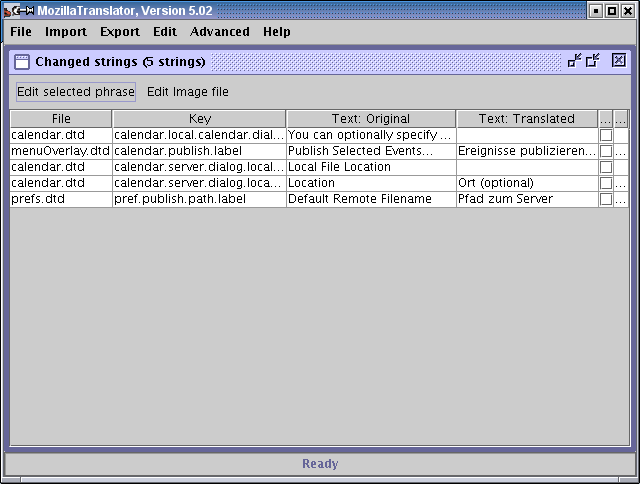 MozillaTranslator, Version 5.02
File Import Export Edit Advanced Help
Changed strings (5 strings)
Edit selected phrase Edit Image file
File Key Text: Original Text: Translated ... ...
calendar.dtd calendar.local.calendar.dial... You can optionally specify ... ...
menuOverlay.dtd calendar.publish.label Publish Selected Events... Ereignisse publizieren... ...
calendar.dtd calendar.server.dialog.local... Local File Location ...
calendar.dtd calendar.server.dialog.loca... Location Ort (optional) ...
prefs.dtd pref.publish.path.label Default Remote Filename Pfad zum Server ...
Ready